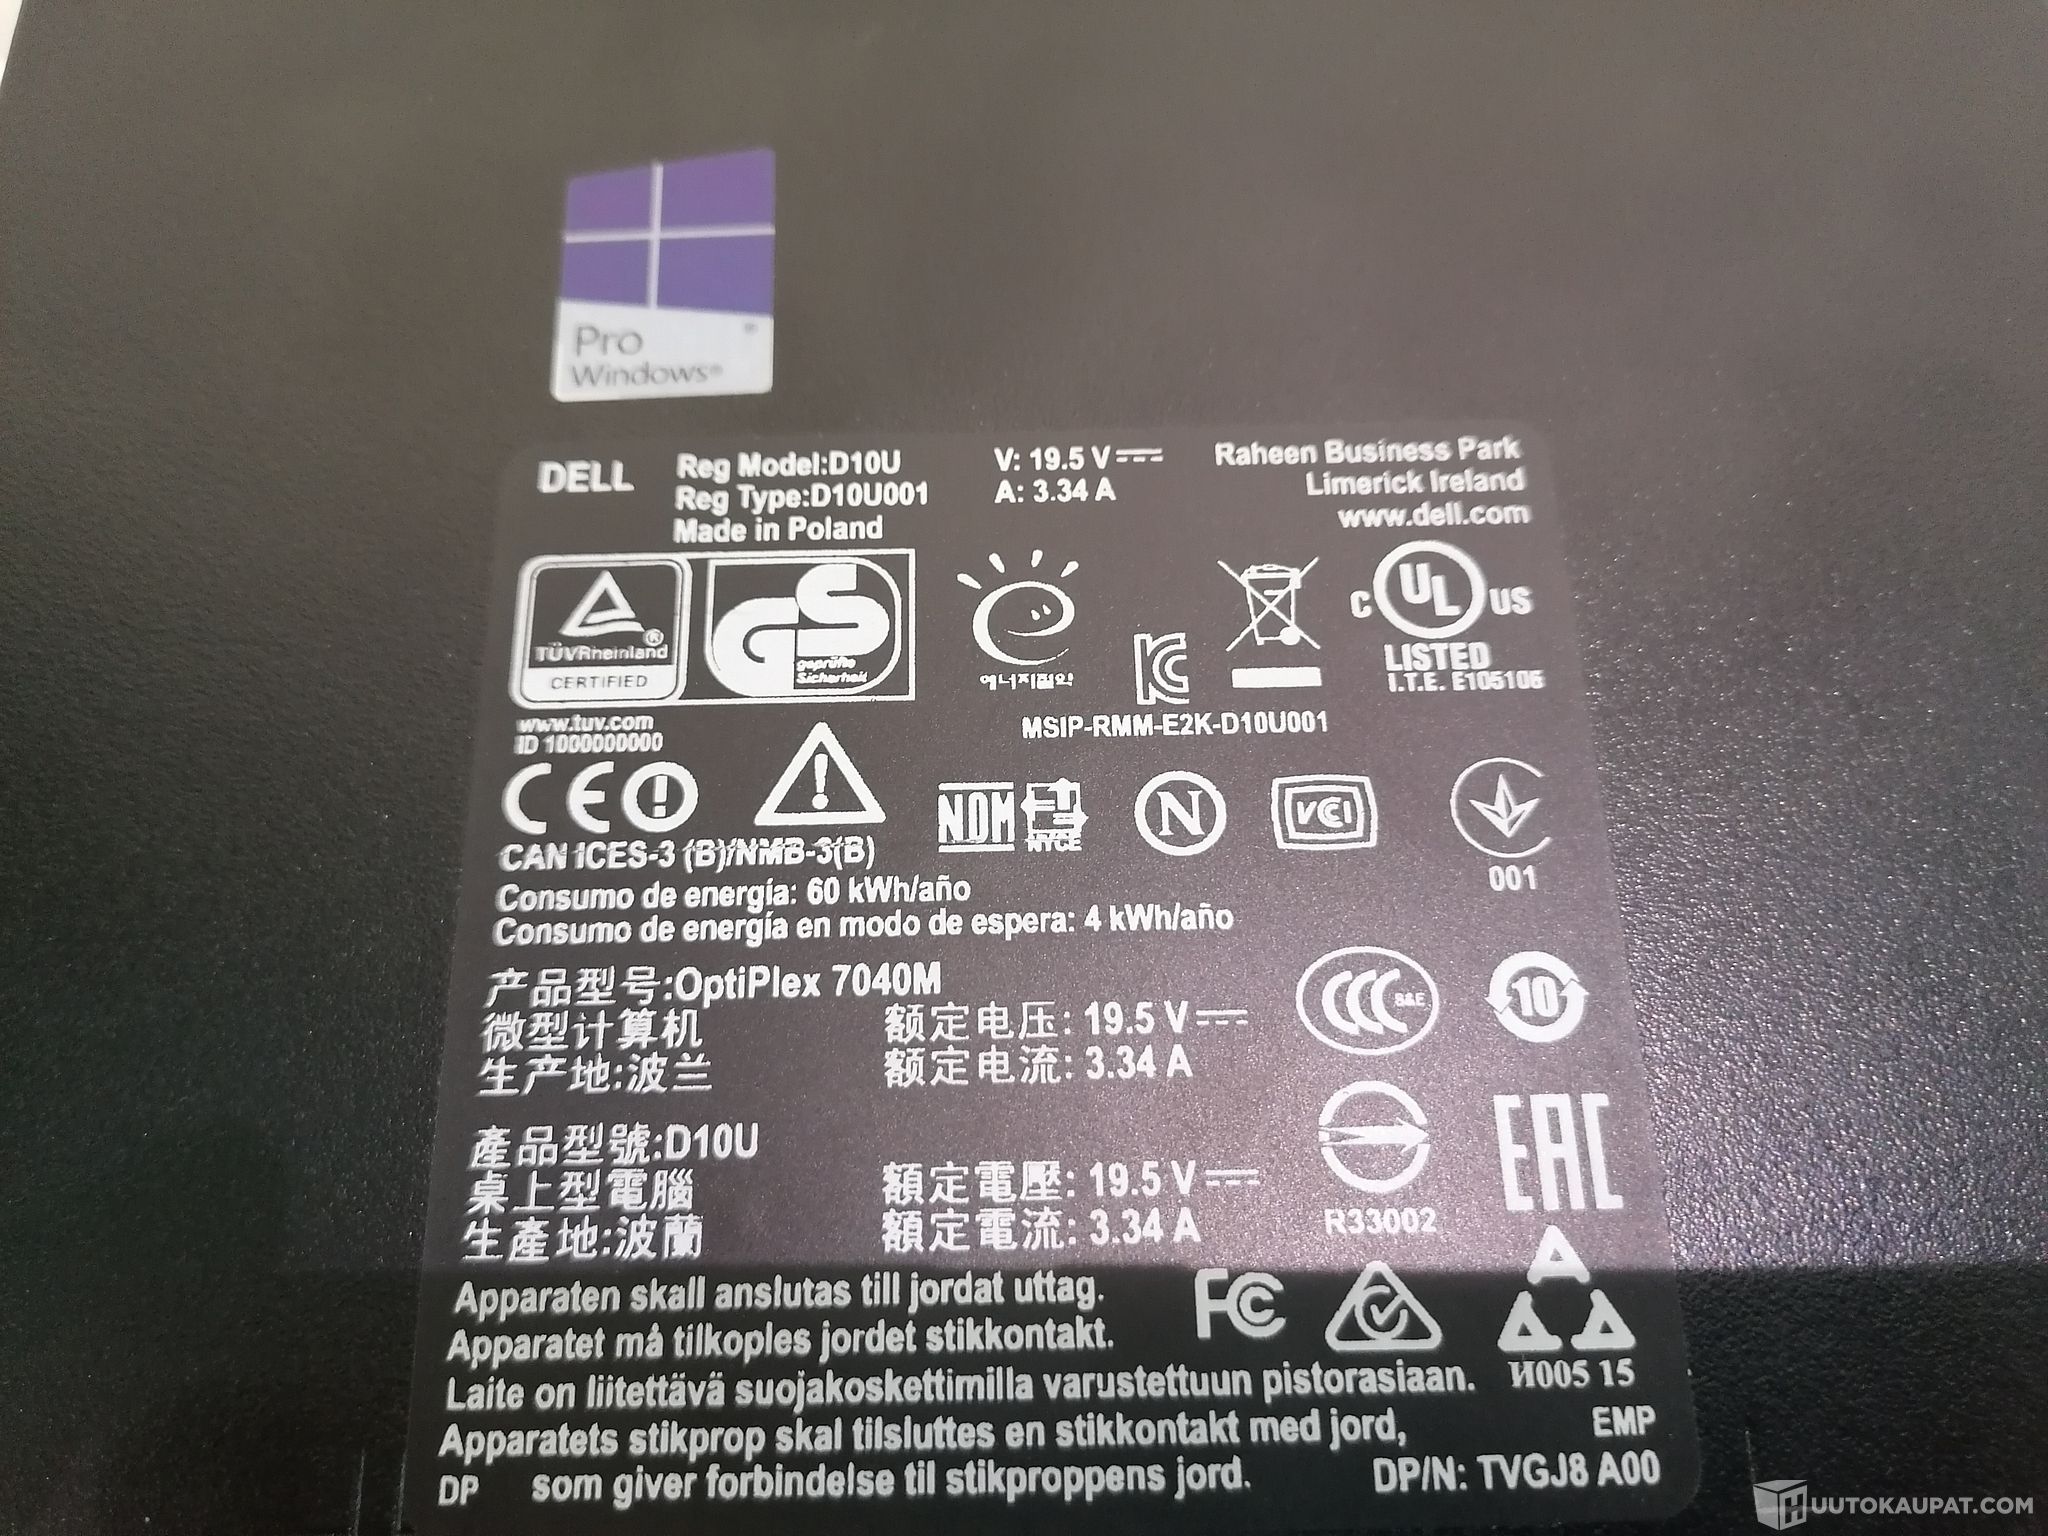 Pro
Windows®
DELL
Reg Model:D10U
Reg Type:D10U001
Made in Poland
V: 19.5 V
A: 3.34 A
Raheen Business Park
Limerick Ireland
www.dell.com
TÜVRheinland ®
CERTIFIED
GS
geprüfte
Sicherheit
에너지절약
C UL US
LISTED
I.T.E. E105106
www.tuv.com
ID 1000000000
MSIP-RMM-E2K-D10U001
CE
NOM
NYCE
N
VCI
001
CAN ICES-3 (B)/NMB-3(B)
Consumo de energía: 60 kWh/año
Consumo de energía en modo de espera: 4 kWh/año
产品型号:OptiPlex 7040M
微型计算机
生产地:波兰
额定电压: 19.5 V
额定电流: 3.34 A
CCC S&E
10
產品型號:D10U
桌上型電腦
生產地:波蘭
額定電壓: 19.5 V
額定電流: 3.34 A
R33002
EAC
Apparaten skall anslutas till jordat uttag.
Apparatet må tilkoples jordet stikkontakt.
FC
Laite on liitettävä suojakoskettimilla varustettuun pistorasiaan.
И005 15
Apparatets stikprop skal tilsluttes en stikkontakt med jord,
EMP
DP som giver forbindelse til stikproppens jord.
DP/N: TVGJ8 A00
HUUTOKAUPAT.COM